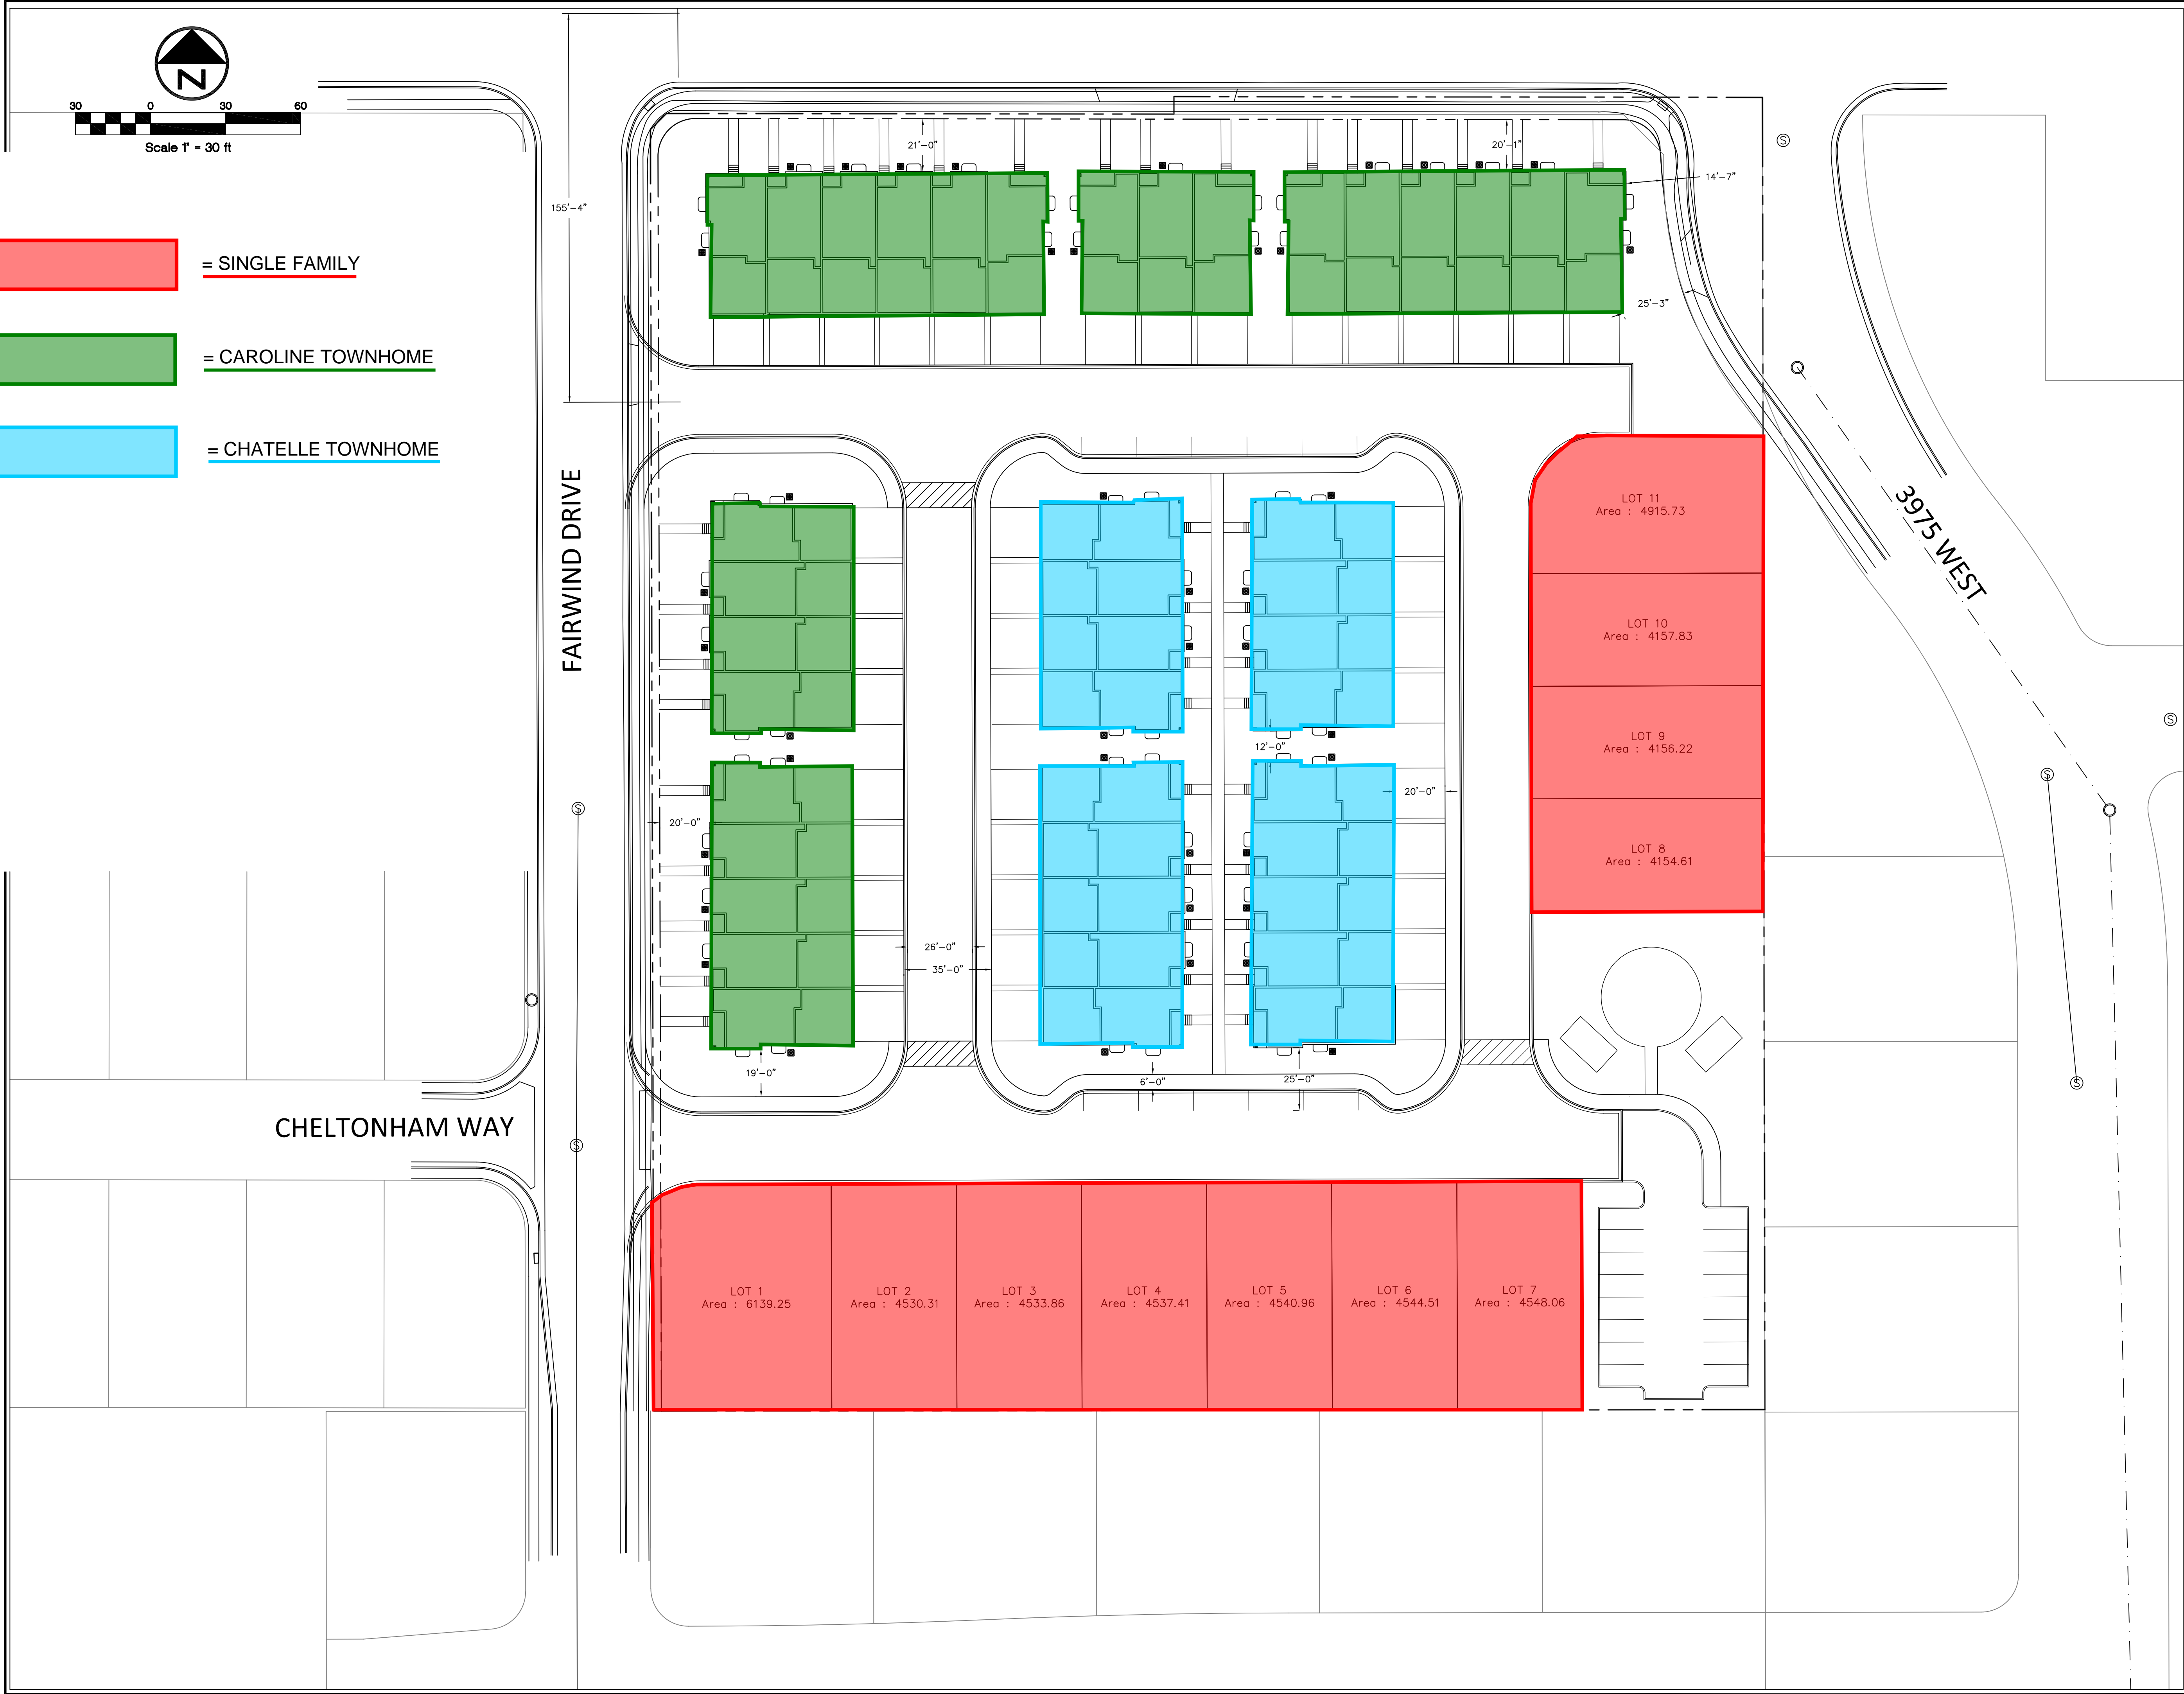 N
30 0 30 60
Scale 1" = 30 ft
= SINGLE FAMILY
= CAROLINE TOWNHOME
= CHATELLE TOWNHOME
155'-4"
21'-0"
20'-1"
14'-7"
25'-3"
FAIRWIND DRIVE
3975 WEST
CHELTONHAM WAY
LOT 11
Area : 4915.73
LOT 10
Area : 4157.83
LOT 9
Area : 4156.22
LOT 8
Area : 4154.61
12'-0"
20'-0"
20'-0"
26'-0"
35'-0"
19'-0"
6'-0"
25'-0"
LOT 1
Area : 6139.25
LOT 2
Area : 4530.31
LOT 3
Area : 4533.86
LOT 4
Area : 4537.41
LOT 5
Area : 4540.96
LOT 6
Area : 4544.51
LOT 7
Area : 4548.06
S
S
S
S
S
S